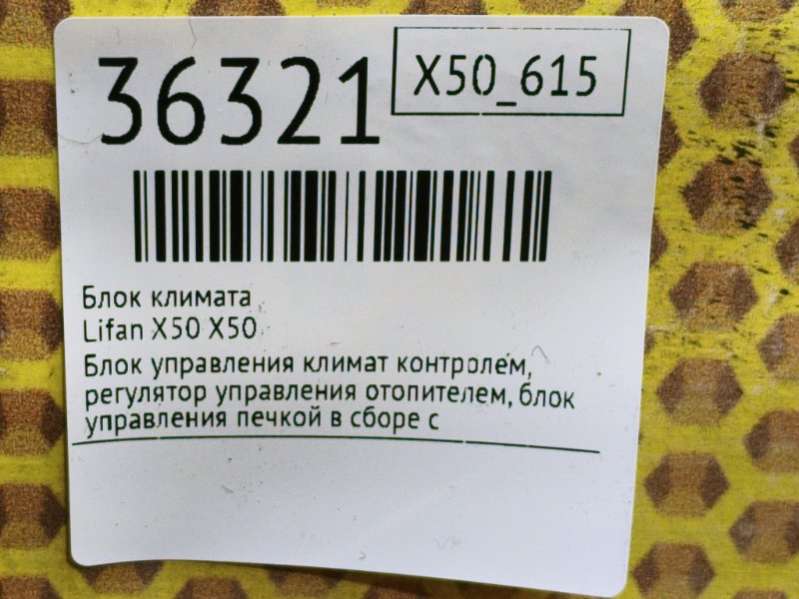 36321
X50_615
Блок климата
Lifan X50 X50
Блок управления климат контролем,
регулятор управления отопителем, блок
управления печкой в сборе с